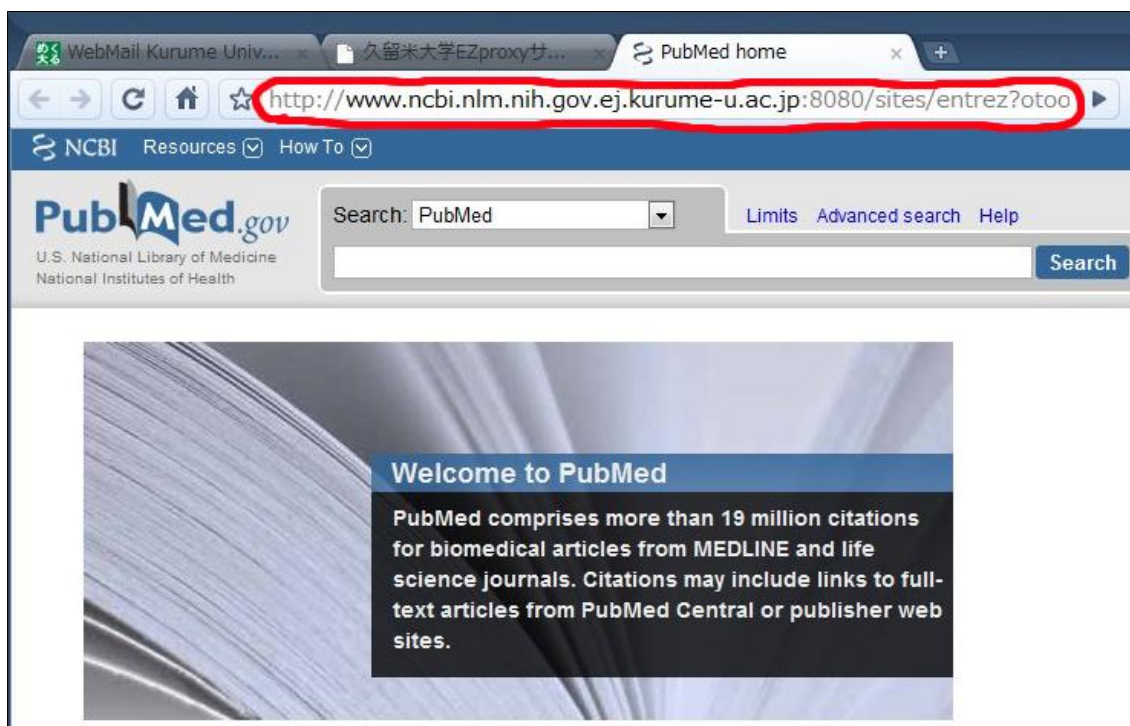 WebMail Kurume Univ...
久留米大学EZproxyサ...
PubMed home
http://www.ncbi.nlm.nih.gov.ej.kurume-u.ac.jp:8080/sites/entrez?otoo
NCBI Resources How To
PubMed.gov
U.S. National Library of Medicine
National Institutes of Health
Search: PubMed
Limits Advanced search Help
Search
Welcome to PubMed
PubMed comprises more than 19 million citations
for biomedical articles from MEDLINE and life
science journals. Citations may include links to full-
text articles from PubMed Central or publisher web
sites.